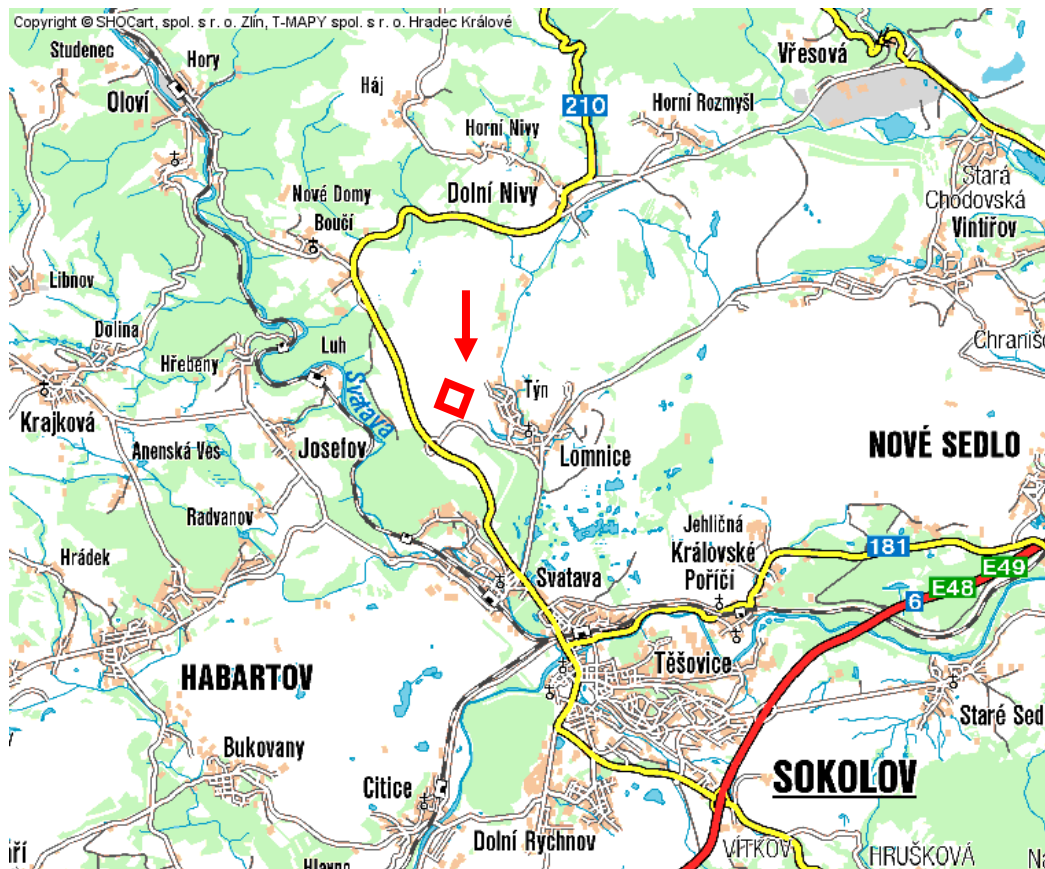 Copyright © SHOCart, spol. s r. o. Zlín, T-MAPY spol. s r. o. Hradec Králové
Studenec
Hory
Vřesová
Oloví
Háj
210
Horní Rozmyšl
Horní Nivy
Dolní Nivy
Stará
Chodovská
Nové Domy
Boučí
Vintířov
Libnov
Dolina
Luh
Chraniš
Hřebeny
Týn
Svatava
Krajková
Anenská Ves
Josefov
Lomnice
NOVÉ SEDLO
Radvanov
Jehličná
Hrádek
Královské
Poříčí
181
E49
Svatava
E48
6
HABARTOV
Těšovice
Staré Sed
Bukovany
Citice
SOKOLOV
Dolní Rychnov
VÍTKOV
HRUŠKOVÁ